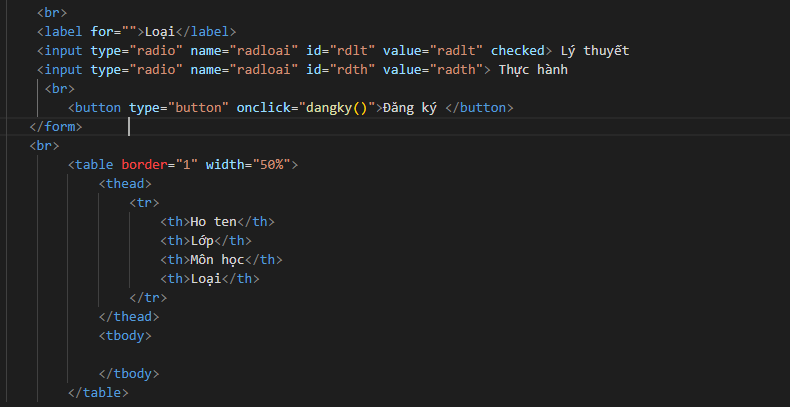 <br>
<label for="">Loại</label>
<input type="radio" name="radloai" id="rdlt" value="radlt" checked> Lý thuyết
<input type="radio" name="radloai" id="rdth" value="radth"> Thực hành
<br>
<button type="button" onclick="dangky()">Đăng ký </button>
</form>
<br>
<table border="1" width="50%">
<thead>
<tr>
<th>Ho ten</th>
<th>Lớp</th>
<th>Môn học</th>
<th>Loại</th>
</tr>
</thead>
<tbody>
</tbody>
</table>